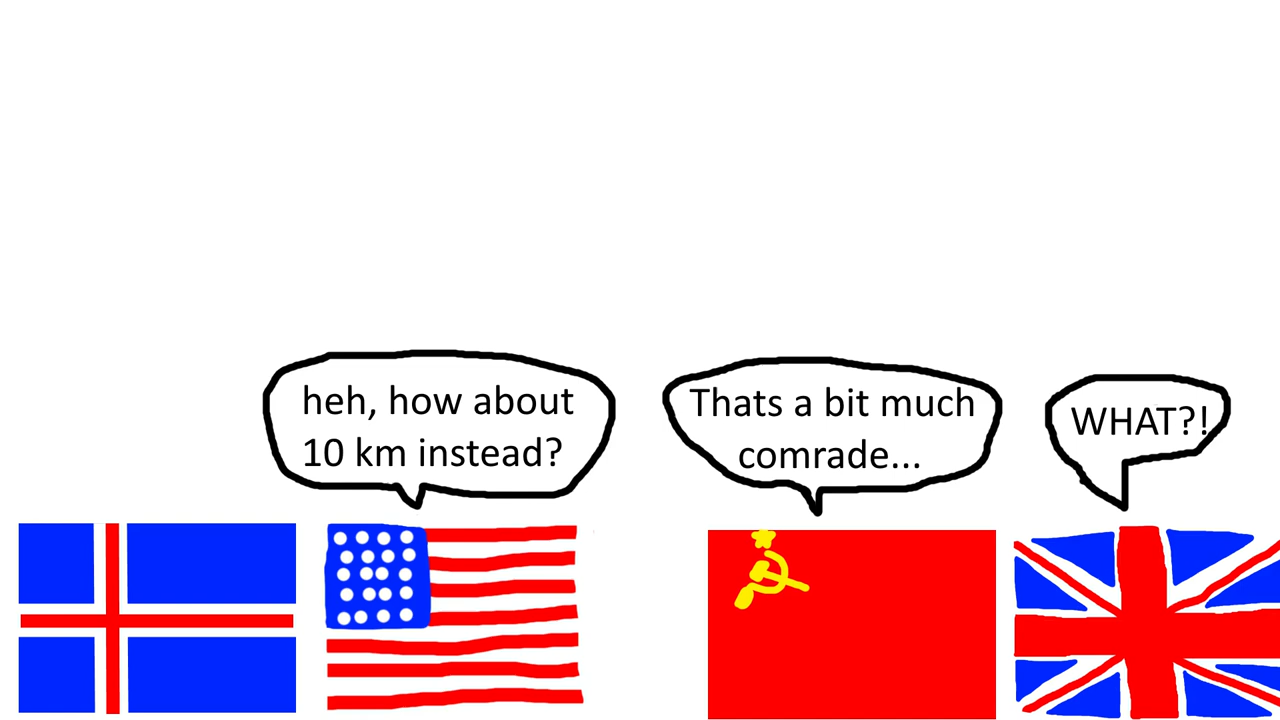 heh, how about
10 km instead?
Thats a bit much
comrade...
WHAT?!